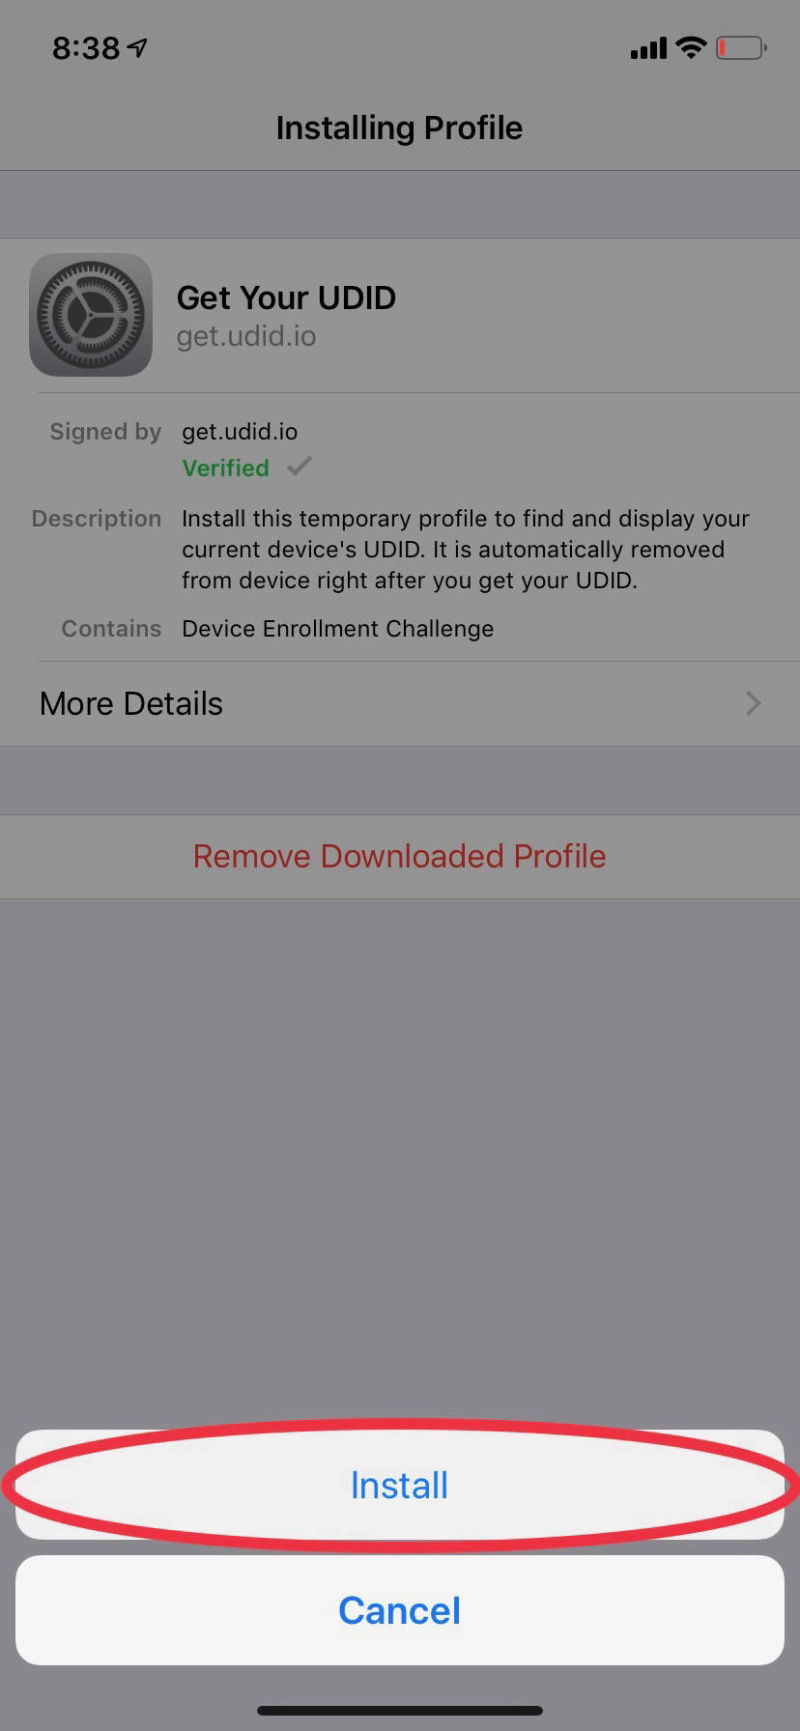 8:38
Installing Profile
Get Your UDID
get.udid.io
Signed by get.udid.io
Verified
Description Install this temporary profile to find and display your
current device's UDID. It is automatically removed
from device right after you get your UDID.
Contains Device Enrollment Challenge
More Details
Remove Downloaded Profile
Install
Cancel